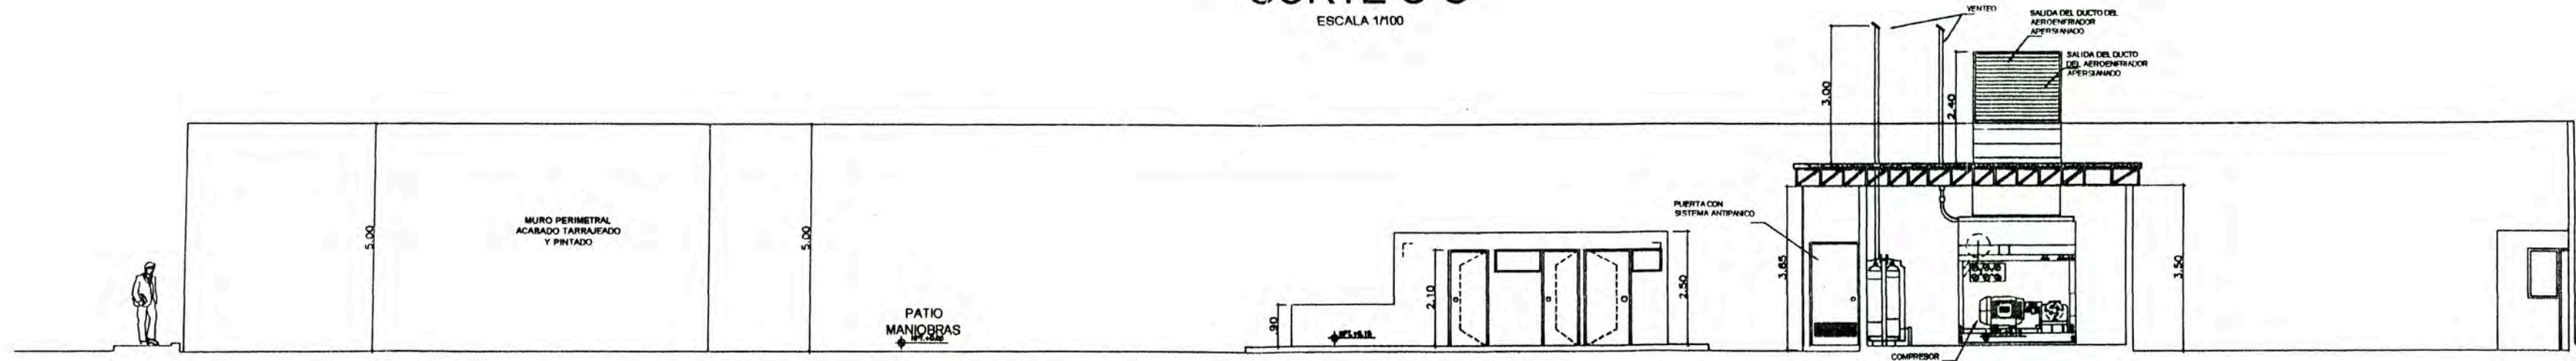 ESCALA 1/100
VENTEO
SALIDA DEL DUCTO DEL
AEROENFRIADOR
APERSIANADO
SALIDA DEL DUCTO
DEL AEROENFRIADOR
APERSIANADO
3.00
2.40
5.00
MURO PERIMETRAL
ACABADO TARRAJEADO
Y PINTADO
5.00
PUERTA CON
SISTEMA ANTIPANICO
3.65
3.50
2.10
2.50
.90
PATIO
MANIOBRAS
COMPRESOR